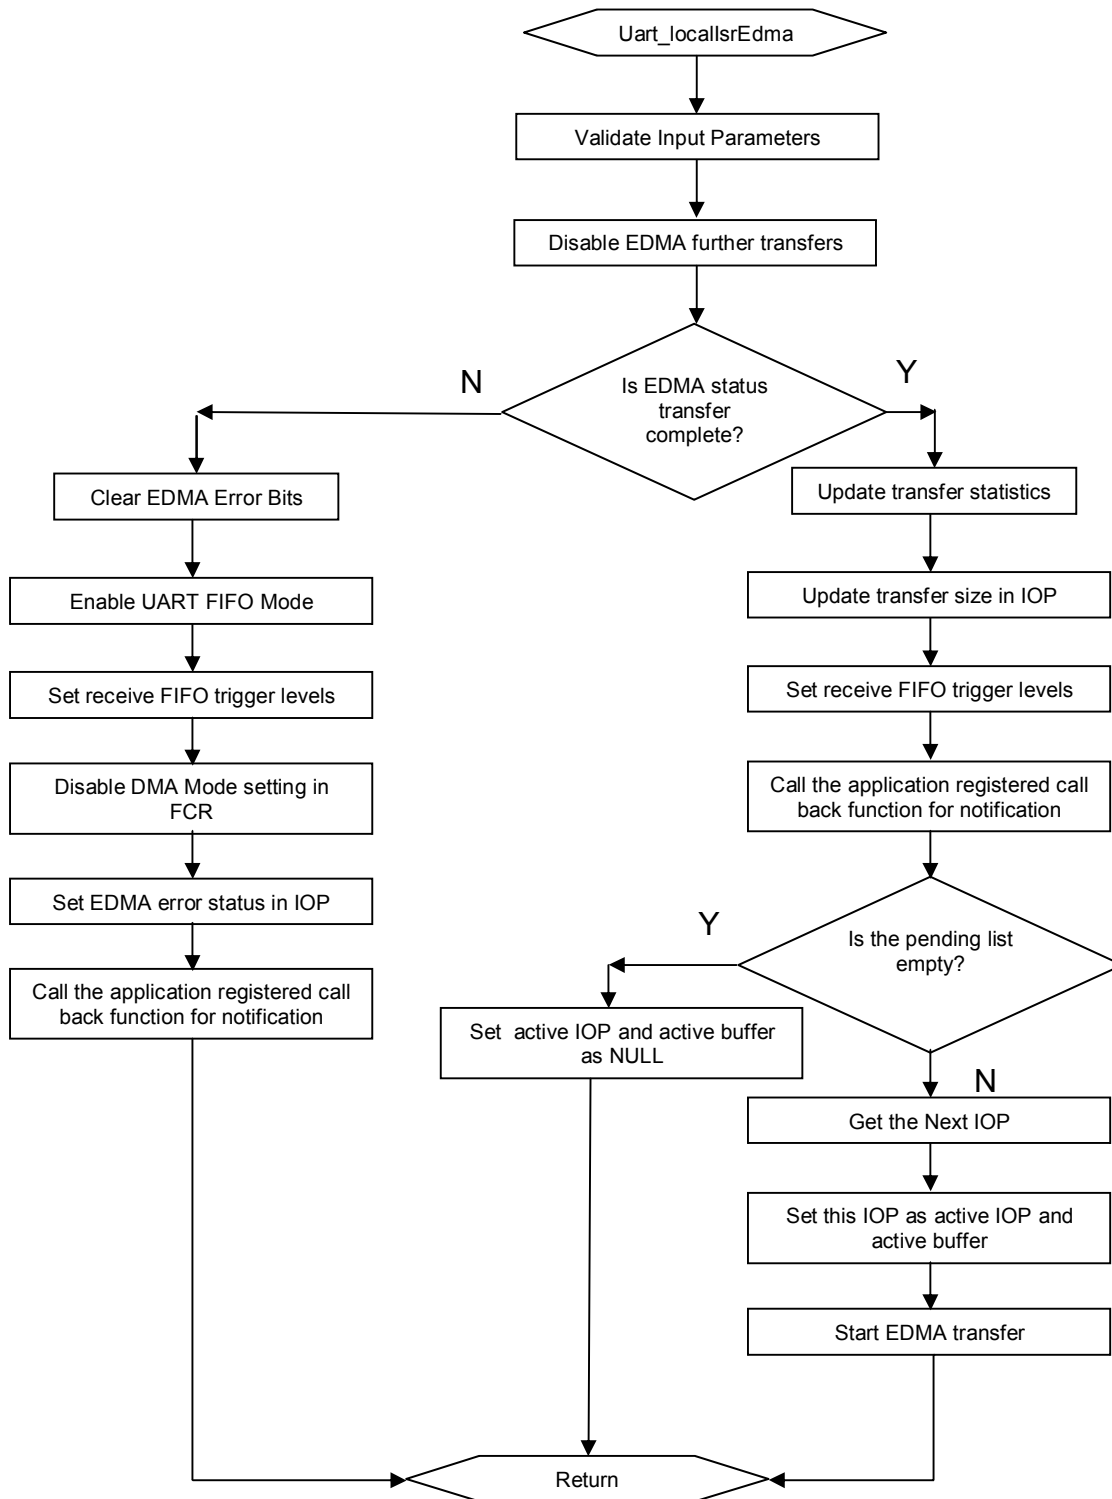 Uart_localIsrEdma
Validate Input Parameters
Disable EDMA further transfers
Is EDMA status
transfer
complete?
N
Clear EDMA Error Bits
Enable UART FIFO Mode
Set receive FIFO trigger levels
Disable DMA Mode setting in
FCR
Set EDMA error status in IOP
Call the application registered call
back function for notification
Y
Update transfer statistics
Update transfer size in IOP
Set receive FIFO trigger levels
Call the application registered call
back function for notification
Is the pending list
empty?
Y
Set active IOP and active buffer
as NULL
N
Get the Next IOP
Set this IOP as active IOP and
active buffer
Start EDMA transfer
Return